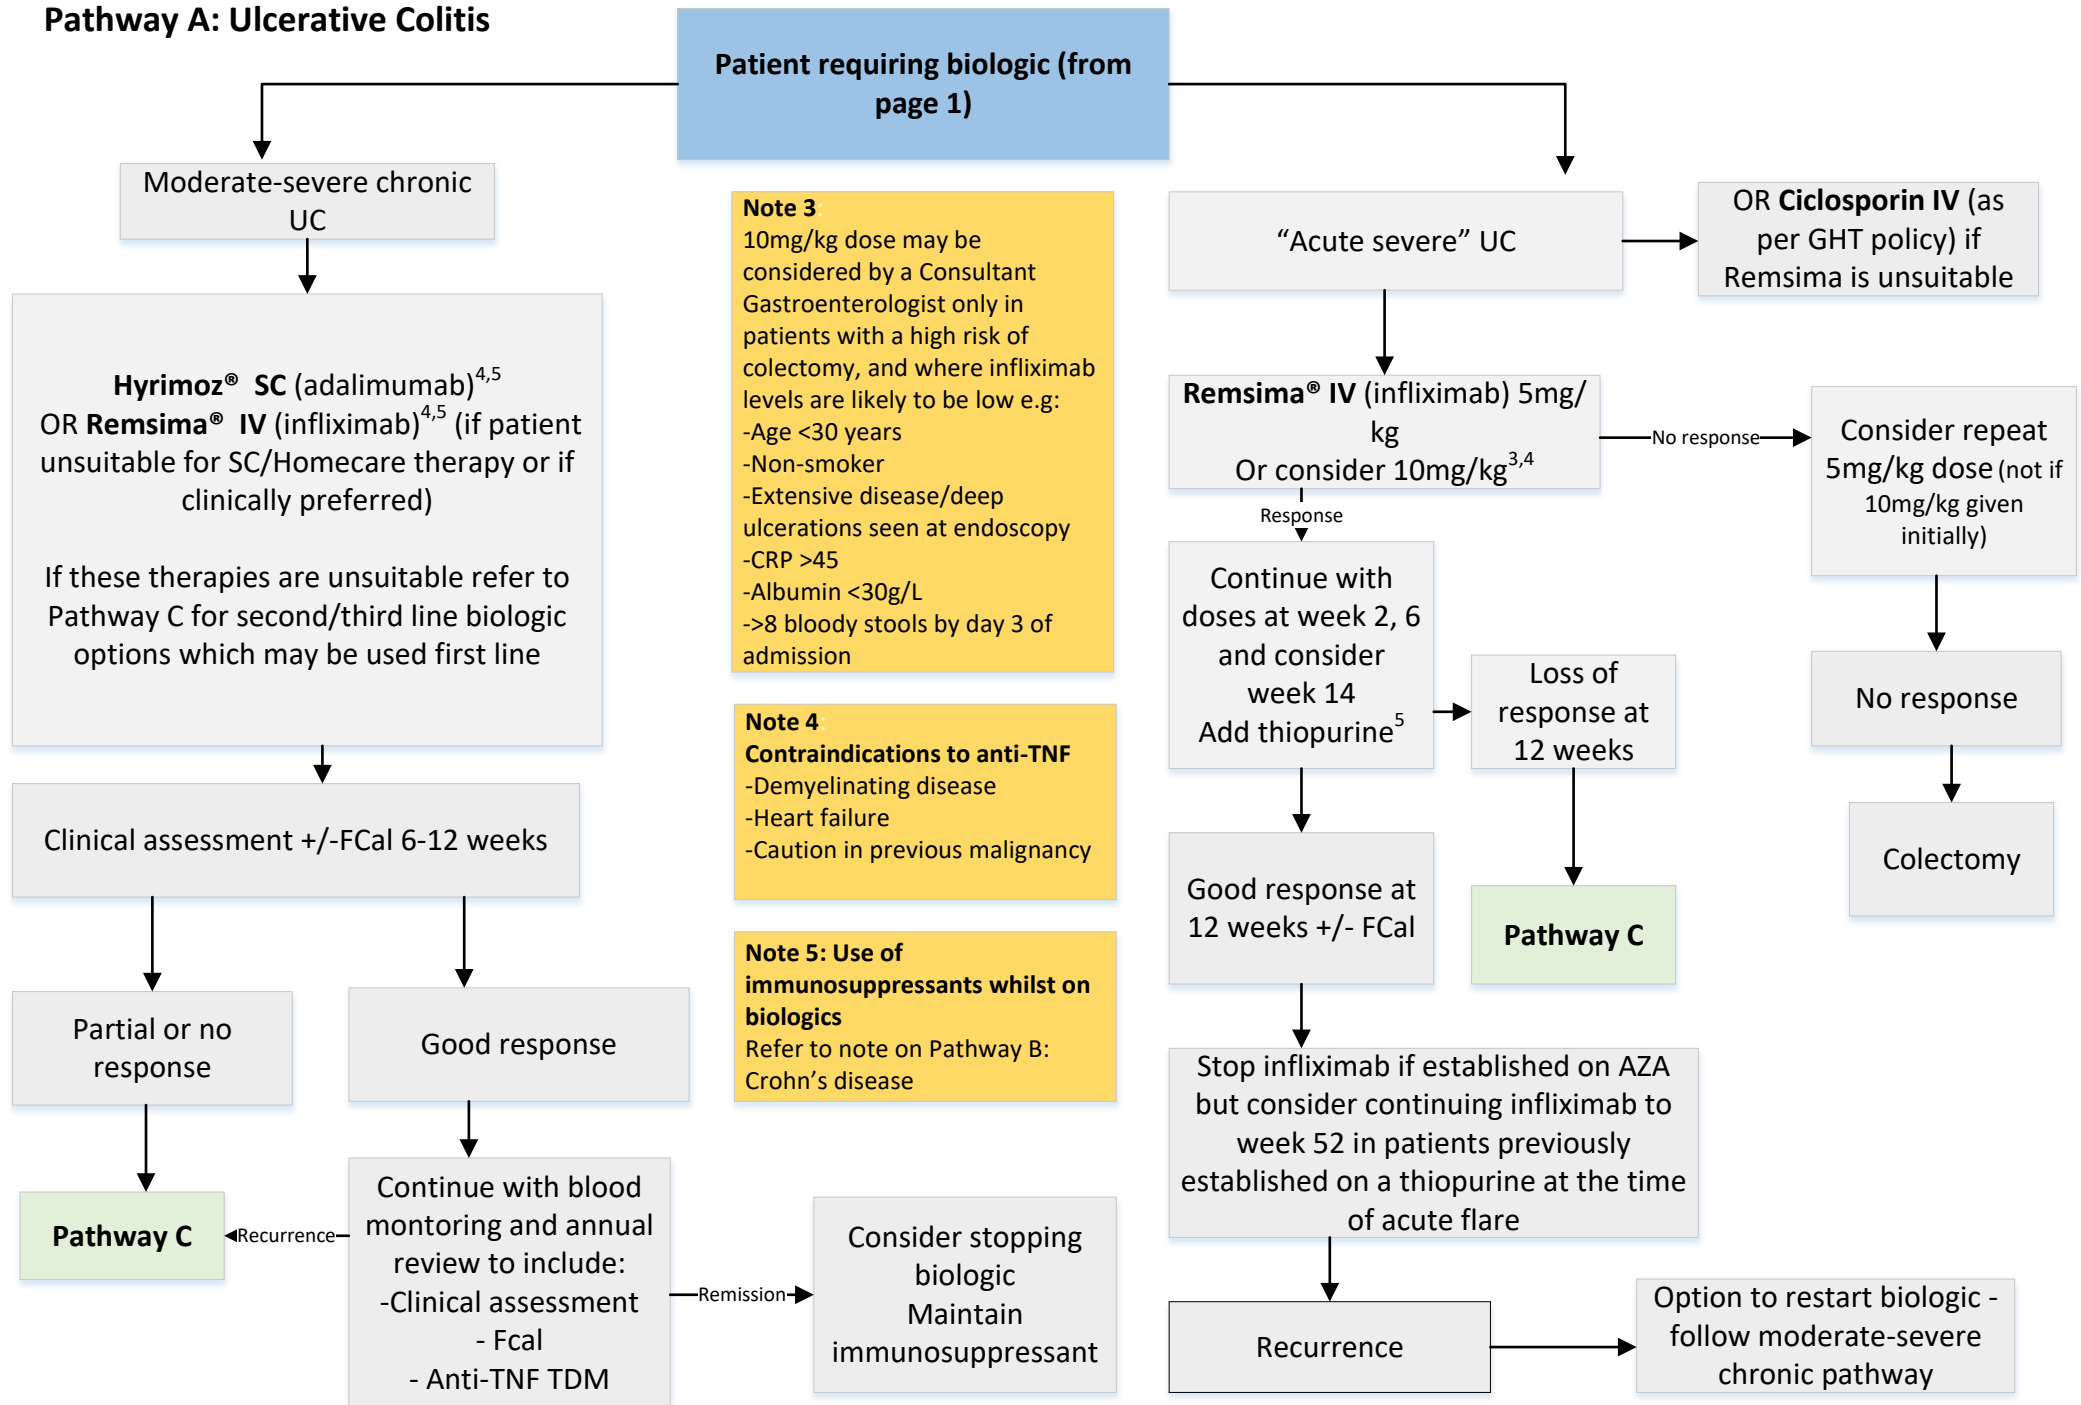 Pathway A: Ulcerative Colitis
Patient requiring biologic (from
page 1)
Moderate-severe chronic
UC
Hyrimoz® SC (adalimumab)4,5
OR Remsima® IV (infliximab)4,5 (if patient
unsuitable for SC/Homecare therapy or if
clinically preferred)
If these therapies are unsuitable refer to
Pathway C for second/third line biologic
options which may be used first line
Clinical assessment +/-FCal 6-12 weeks
Partial or no
response
Good response
Pathway C
Recurrence
Continue with blood
montoring and annual
review to include:
-Clinical assessment
- Fcal
- Anti-TNF TDM
Remission
Consider stopping
biologic
Maintain
immunosuppressant
Note 3:
10mg/kg dose may be
considered by a Consultant
Gastroenterologist only in
patients with a high risk of
colectomy, and where infliximab
levels are likely to be low e.g:
-Age <30 years
-Non-smoker
-Extensive disease/deep
ulcerations seen at endoscopy
-CRP >45
-Albumin <30g/L
->8 bloody stools by day 3 of
admission
Note 4:
Contraindications to anti-TNF
-Demyelinating disease
-Heart failure
-Caution in previous malignancy
Note 5: Use of
immunosuppressants whilst on
biologics
Refer to note on Pathway B:
Crohn’s disease
“Acute severe” UC
OR Ciclosporin IV (as
per GHT policy) if
Remsima is unsuitable
Remsima® IV (infliximab) 5mg/
kg
Or consider 10mg/kg3,4
No response
Consider repeat
5mg/kg dose (not if
10mg/kg given
initially)
No response
Colectomy
Response
Continue with
doses at week 2, 6
and consider
week 14
Add thiopurine5
Loss of
response at
12 weeks
Pathway C
Good response at
12 weeks +/- FCal
Stop infliximab if established on AZA
but consider continuing infliximab to
week 52 in patients previously
established on a thiopurine at the time
of acute flare
Recurrence
Option to restart biologic -
follow moderate-severe
chronic pathway